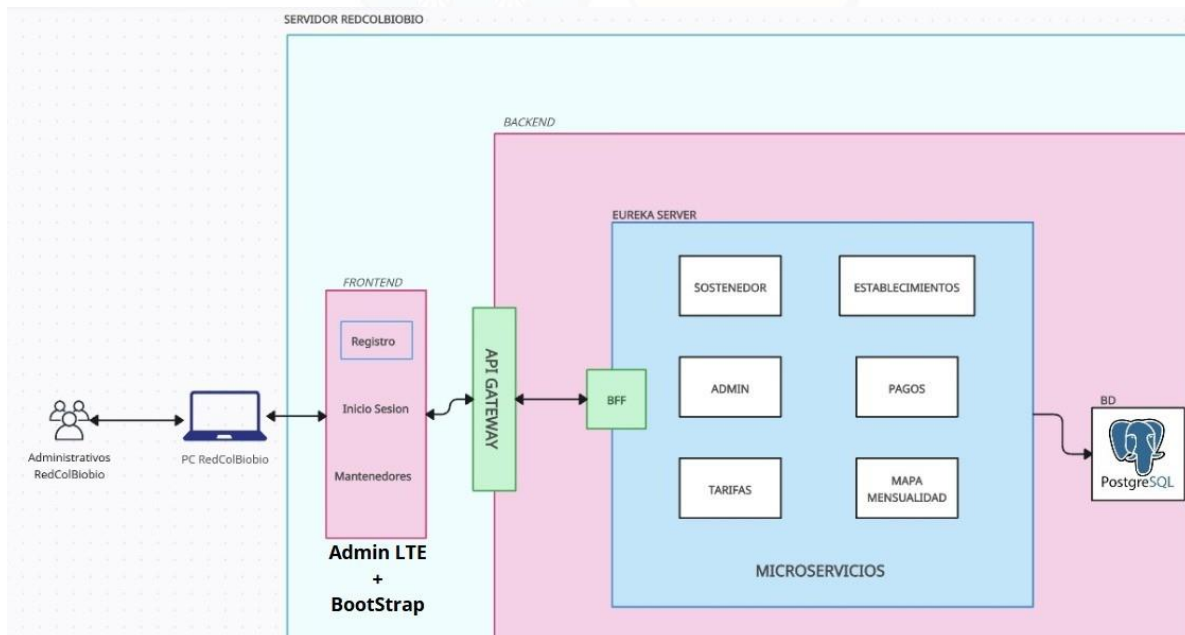 SERVIDOR REDCOLBIOBIO
BACKEND
EURECA SERVER
FRONTEND
SOSTENEDOR
ESTABLECIMIENTOS
Registro
API GATEWAY
Inicio Sesion
ADMIN
PAGOS
BFF
BD
Administrativos
RedColBiobio
PC RedColBiobio
Mantenedores
TARIFAS
MAPA
MENSUALIDAD
PostgreSQL
Admin LTE
+
BootStrap
MICROSERVICIOS